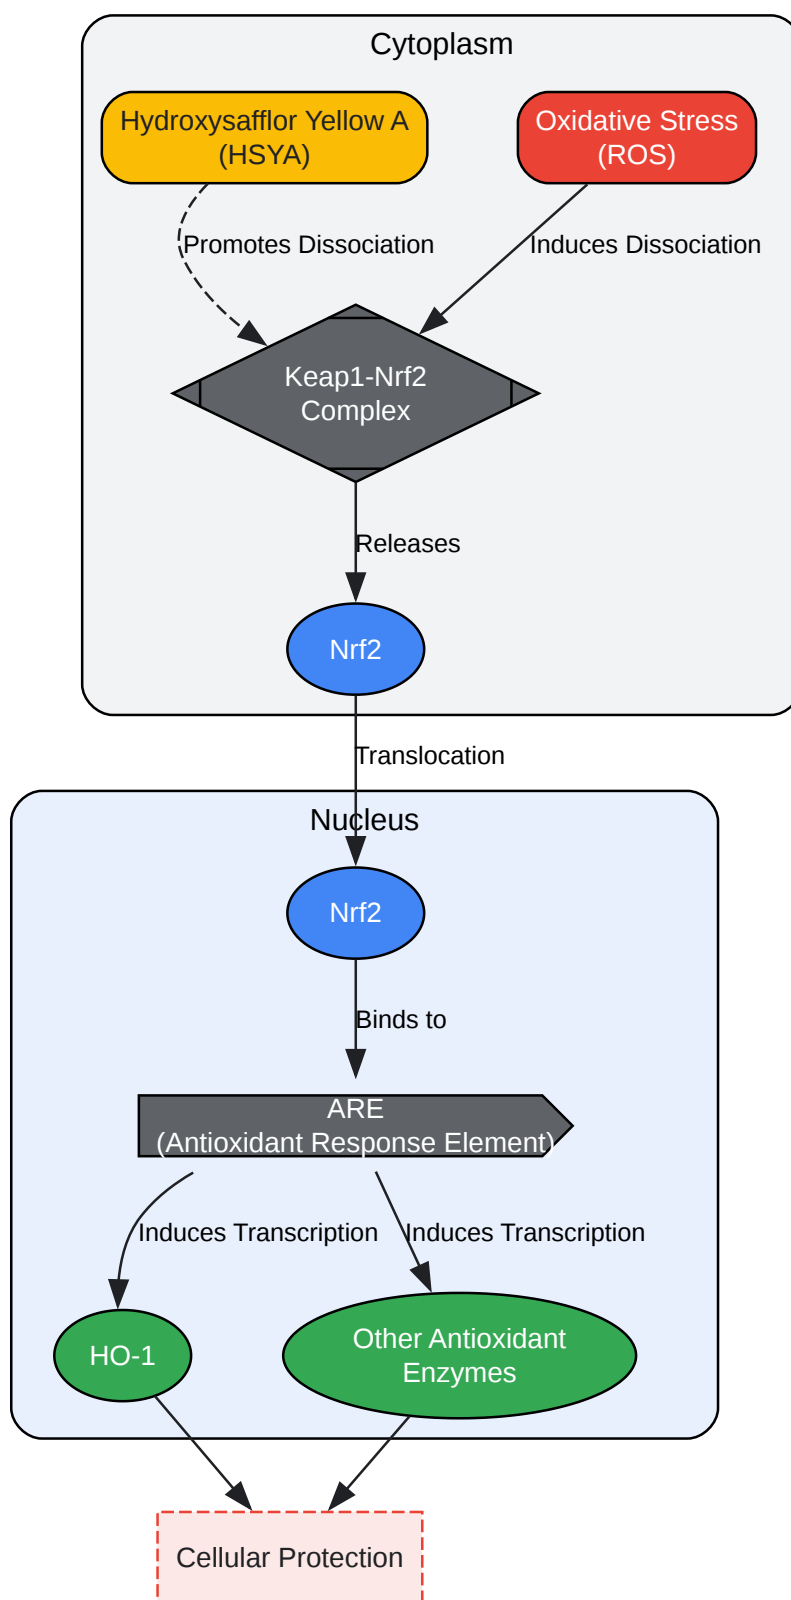 Cytoplasm
Hydroxysafflor Yellow A
(HSYA)
Oxidative Stress
(ROS)
Promotes Dissociation
Induces Dissociation
Keap1-Nrf2
Complex
Releases
Nrf2
Translocation
Nucleus
Nrf2
Binds to
ARE
(Antioxidant Response Element)
Induces Transcription
Induces Transcription
HO-1
Other Antioxidant
Enzymes
Cellular Protection